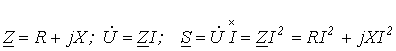 Z = R + jX; U̇ = ZI; S = U̇ I^× = ZI² = RI² + jXI²